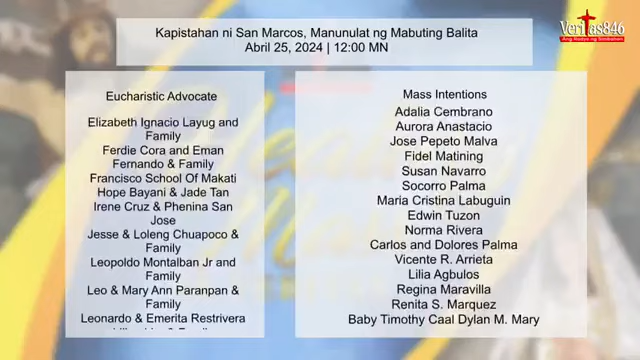 Kapistahan ni San Marcos, Manunulat ng Mabuting Balita
Abril 25, 2024 | 12:00 MN
Veritas846
Ang Radyo ng Simbahan
Eucharistic Advocate
Elizabeth Ignacio Layug and
Family
Ferdie Cora and Eman
Fernando & Family
Francisco School Of Makati
Hope Bayani & Jade Tan
Irene Cruz & Phenina San
Jose
Jesse & Loleng Chuapoco &
Family
Leopoldo Montalban Jr and
Family
Leo & Mary Ann Paranpan &
Family
Leonardo & Emerita Restrivera
Mass Intentions
Adalia Cembrano
Aurora Anastacio
Jose Pepeto Malva
Fidel Matining
Susan Navarro
Socorro Palma
Maria Cristina Labuguin
Edwin Tuzon
Norma Rivera
Carlos and Dolores Palma
Vicente R. Arrieta
Lilia Agbulos
Regina Maravilla
Renita S. Marquez
Baby Timothy Caal Dylan M. Mary